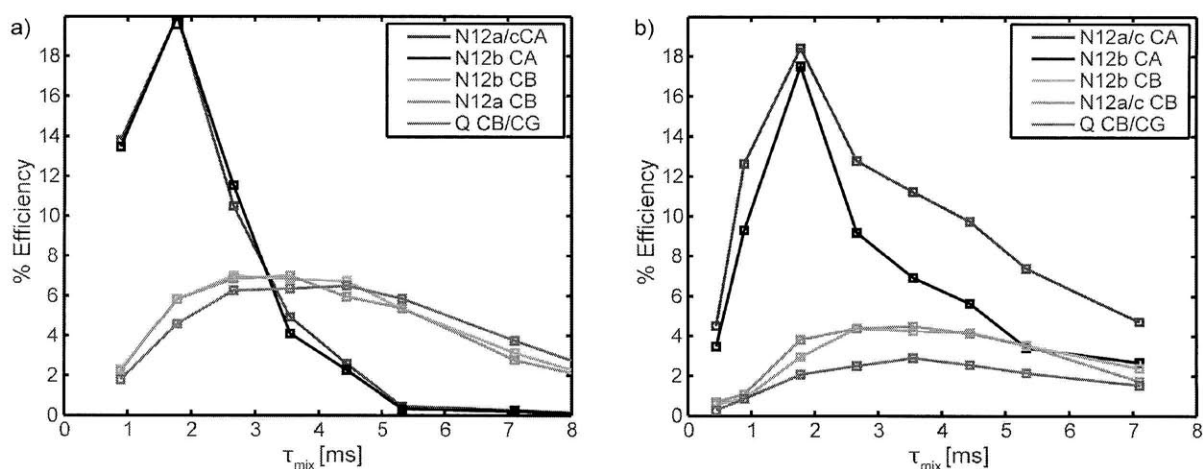 a)
% Efficiency
18
16
14
12
10
8
6
4
2
0
0 1 2 3 4 5 6 7 8
τmix [ms]
N12a/cCA
N12b CA
N12b CB
N12a CB
Q CB/CG
b)
% Efficiency
18
16
14
12
10
8
6
4
2
0
0 1 2 3 4 5 6 7 8
τmix [ms]
N12a/c CA
N12b CA
N12b CB
N12a/c CB
Q CB/CG